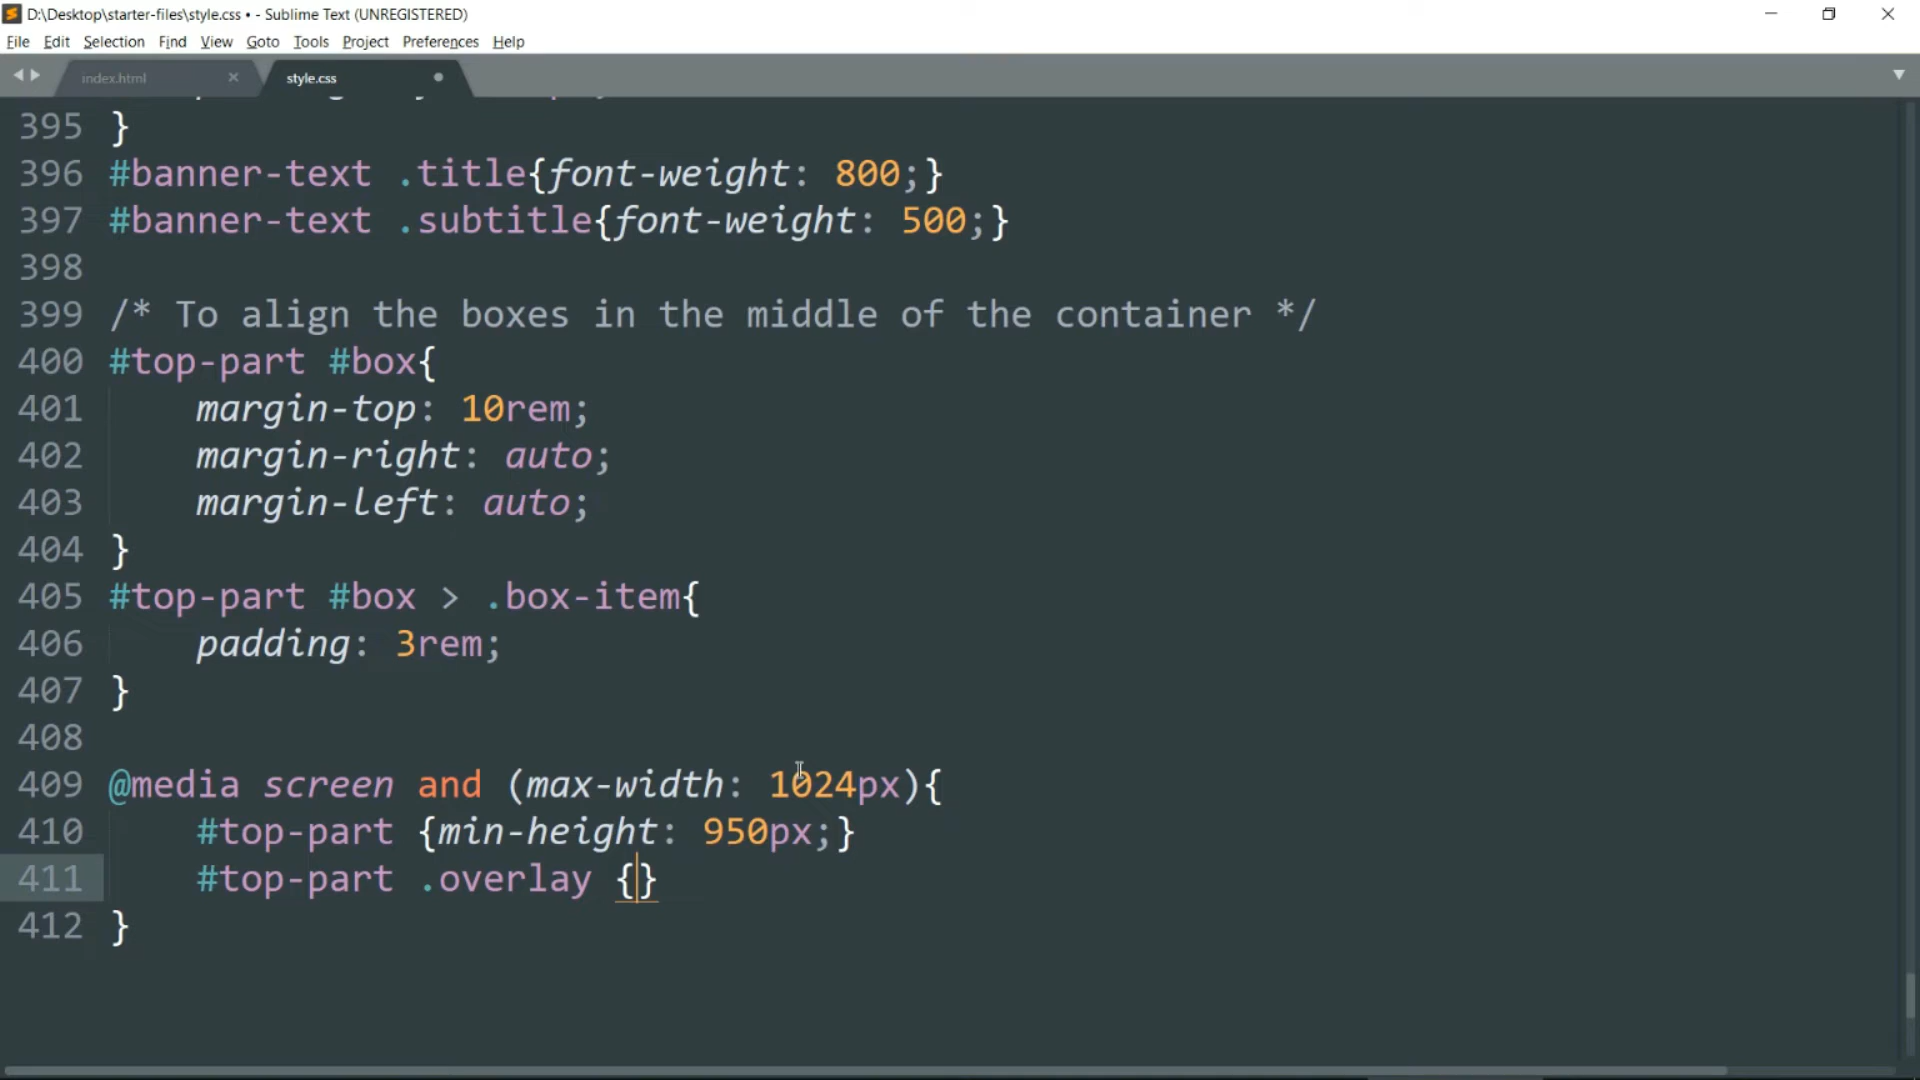 D:\Desktop\starter-files\style.css • - Sublime Text (UNREGISTERED)
File Edit Selection Find View Goto Tools Project Preferences Help
index.html style.css
395 }
396 #banner-text .title{font-weight: 800;}
397 #banner-text .subtitle{font-weight: 500;}
398
399 /* To align the boxes in the middle of the container */
400 #top-part #box{
401 margin-top: 10rem;
402 margin-right: auto;
403 margin-left: auto;
404 }
405 #top-part #box > .box-item{
406 padding: 3rem;
407 }
408
409 @media screen and (max-width: 1024px){
410 #top-part {min-height: 950px;}
411 #top-part .overlay {}
412 }